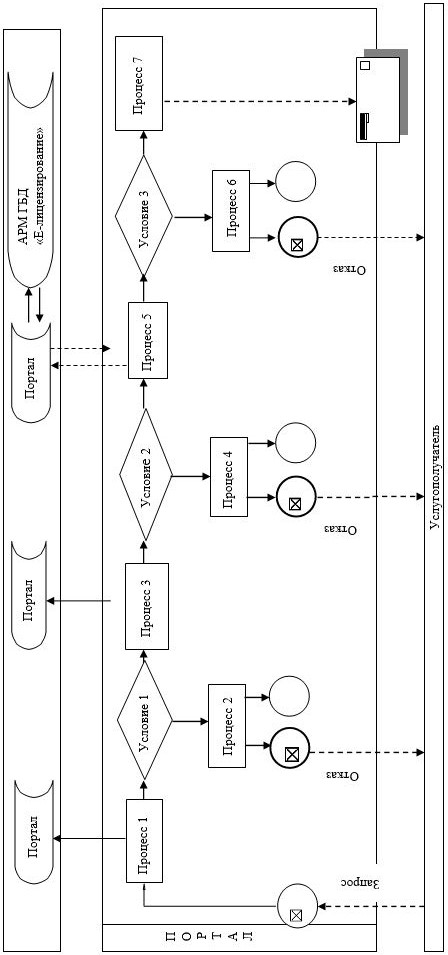 АРМ ГБД
«Е-лицензирование»
Портал
Портал
Портал
Процесс 7
Условие 3
Процесс 6
Отказ
Процесс 5
Условие 2
Процесс 4
Отказ
Процесс 3
Условие 1
Процесс 2
Отказ
Процесс 1
Запрос
ПОРТАЛ
Услугополучатель